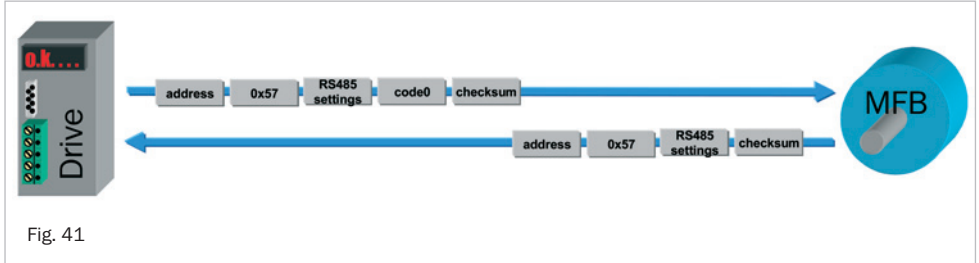 o.k....
Drive
address 0x57 RS485 settings code0 checksum
address 0x57 RS485 settings checksum
MFB
Fig. 41